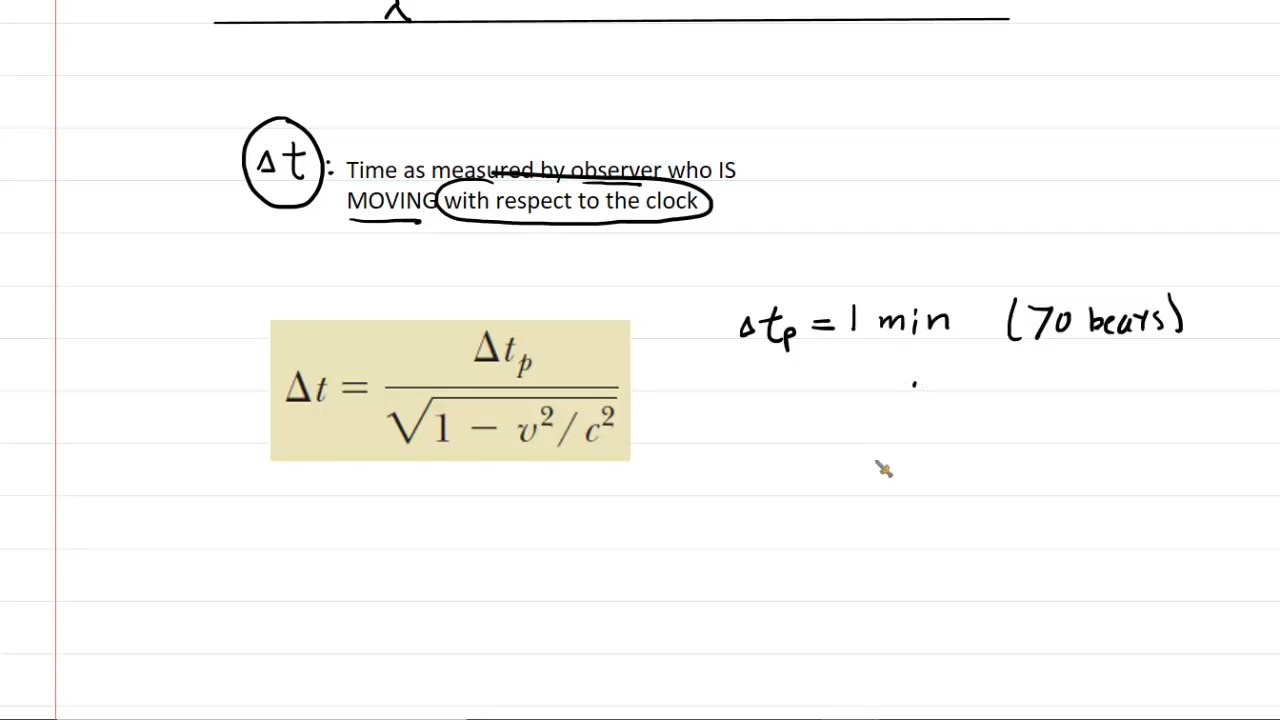 λ
Δt : Time as measured by observer who IS
MOVING with respect to the clock
Δt = Δt_p / √(1 − v²/c²)
Δt_p = 1 min (70 beats)